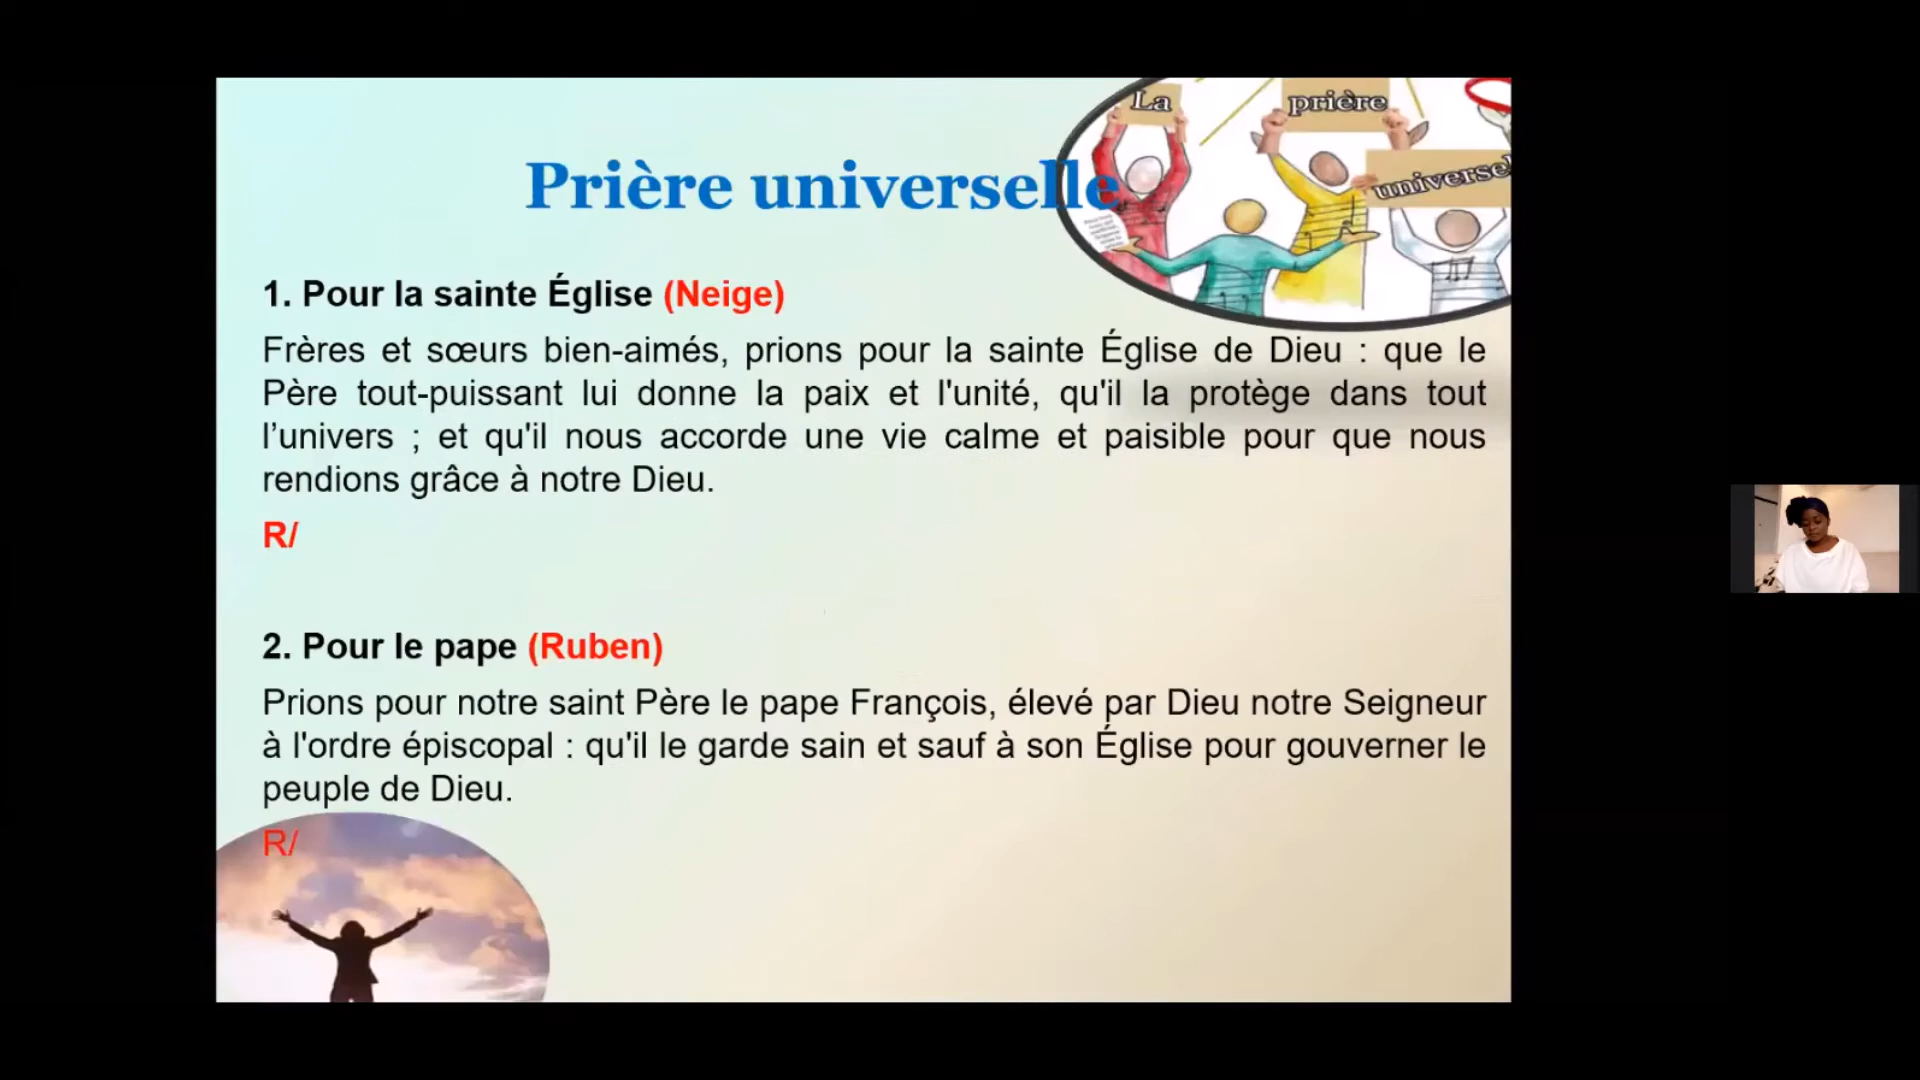 La
prière
universel
Prière universelle
1. Pour la sainte Église (Neige)
Frères et sœurs bien-aimés, prions pour la sainte Église de Dieu : que le
Père tout-puissant lui donne la paix et l'unité, qu'il la protège dans tout
l’univers ; et qu'il nous accorde une vie calme et paisible pour que nous
rendions grâce à notre Dieu.
R/
2. Pour le pape (Ruben)
Prions pour notre saint Père le pape François, élevé par Dieu notre Seigneur
à l'ordre épiscopal : qu'il le garde sain et sauf à son Église pour gouverner le
peuple de Dieu.
R/